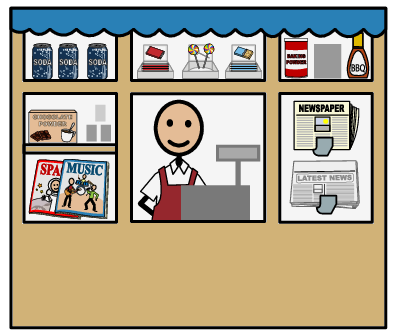 SODA SODA SODA
BAKING
POWDER
BBQ
CHOCOLATE
POWDER
NEWSPAPER
SPA
MUSIC
LATEST NEWS